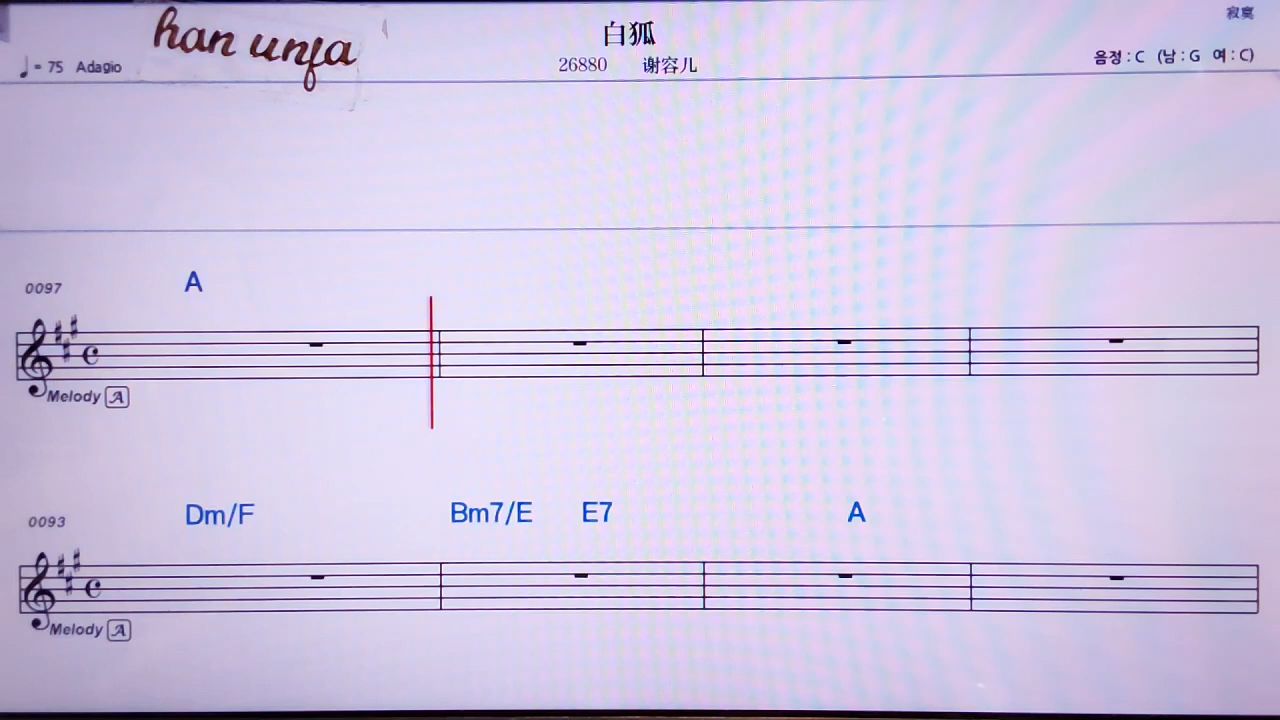 han unfa
白狐
寂寞
♩= 75 Adagio
26880 谢容儿
음정 : C (남 : G 여 : C)
0097
A
Melody A
0093
Dm/F Bm7/E E7 A
Melody A